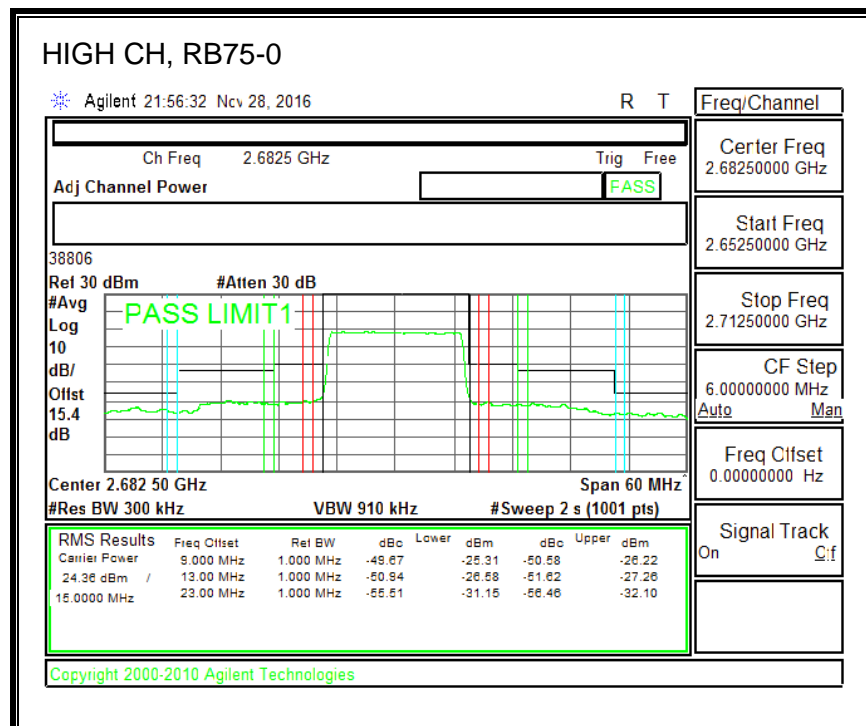 HIGH CH, RB75-0
Agilent 21:56:32 Nov 28, 2016 R T
Freq/Channel
Ch Freq 2.6825 GHz Trig Free
Adj Channel Power PASS
Center Freq
2.68250000 GHz
Start Freq
2.65250000 GHz
38806
Ref 30 dBm #Atten 30 dB
#Avg
Log
10
dB/
Offst
15.4
dB
PASS LIMIT1
Stop Freq
2.71250000 GHz
CF Step
6.00000000 MHz
Auto Man
Freq Offset
0.00000000 Hz
Center 2.682 50 GHz Span 60 MHz^
#Res BW 300 kHz VBW 910 kHz #Sweep 2 s (1001 pts)
Signal Track
On Off
RMS Results Freq Offset Ref BW dBc Lower dBm dBc Upper dBm
Carrier Power 9.000 MHz 1.000 MHz -49.67 -25.31 -50.58 -26.22
24.36 dBm / 13.00 MHz 1.000 MHz -50.94 -26.58 -51.62 -27.26
15.0000 MHz 23.00 MHz 1.000 MHz -55.51 -31.15 -56.46 -32.10
Copyright 2000-2010 Agilent Technologies